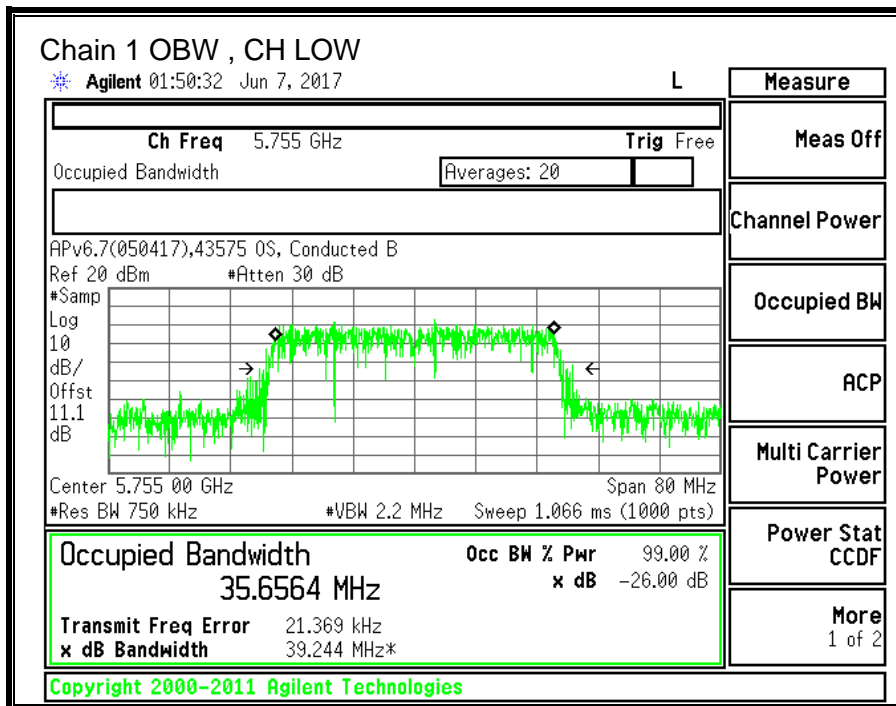 Chain 1 OBW , CH LOW
Agilent 01:50:32 Jun 7, 2017 L
Measure
Ch Freq 5.755 GHz Trig Free
Occupied Bandwidth Averages: 20
APv6.7(050417),43575 OS, Conducted B
Ref 20 dBm #Atten 30 dB
#Samp
Log
10
dB/
Offst
11.1
dB
Center 5.755 00 GHz Span 80 MHz
#Res BW 750 kHz #VBW 2.2 MHz Sweep 1.066 ms (1000 pts)
Occupied Bandwidth Occ BW % Pwr 99.00 %
35.6564 MHz x dB -26.00 dB
Transmit Freq Error 21.369 kHz
x dB Bandwidth 39.244 MHz*
Copyright 2000-2011 Agilent Technologies
Meas Off
Channel Power
Occupied BW
ACP
Multi Carrier
Power
Power Stat
CCDF
More
1 of 2